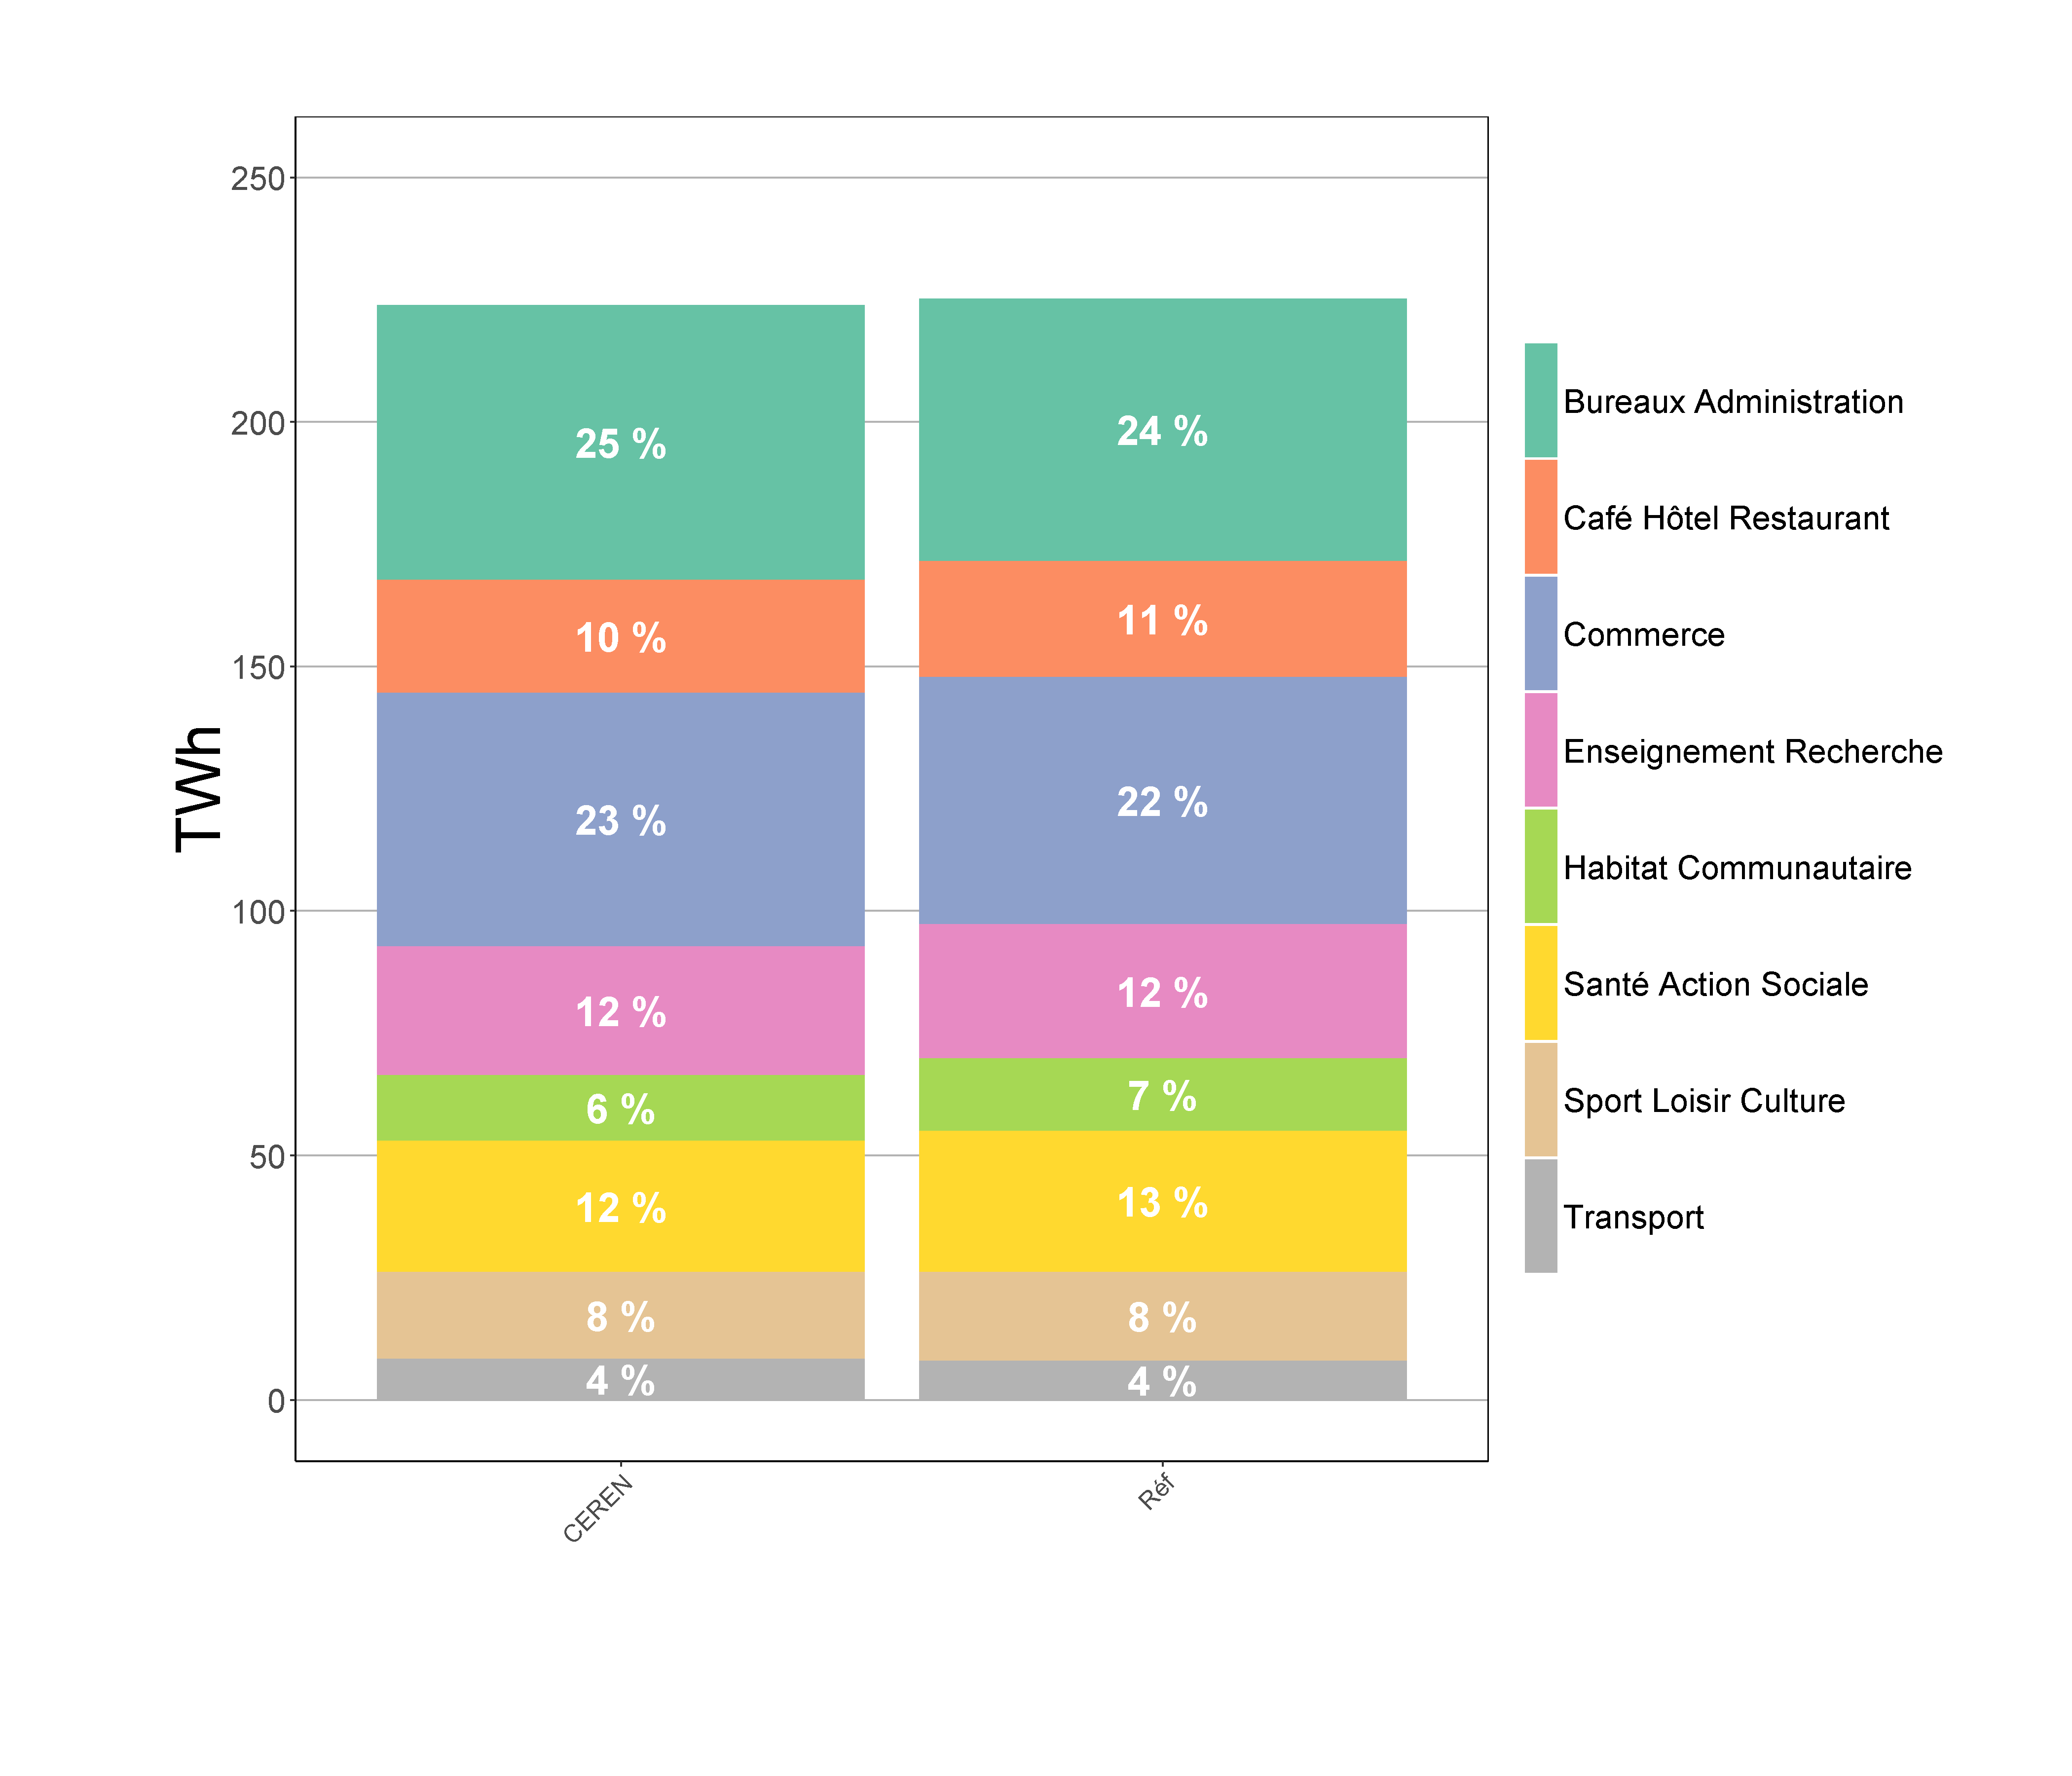 TWh
250
200
150
100
50
0
25 %
10 %
23 %
12 %
6 %
12 %
8 %
4 %
24 %
11 %
22 %
12 %
7 %
13 %
8 %
4 %
CEREN
Réf
Bureaux Administration
Café Hôtel Restaurant
Commerce
Enseignement Recherche
Habitat Communautaire
Santé Action Sociale
Sport Loisir Culture
Transport